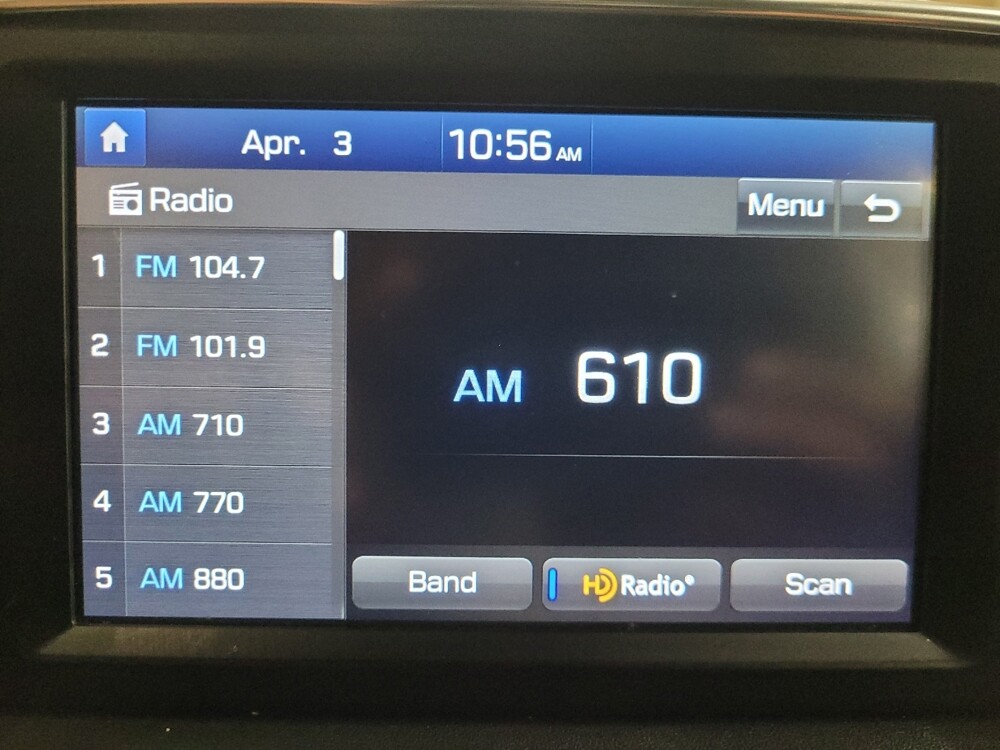 Apr. 3 10:56 AM
Radio Menu
1 FM 104.7
2 FM 101.9
3 AM 710
4 AM 770
5 AM 880
AM 610
Band HD Radio® Scan